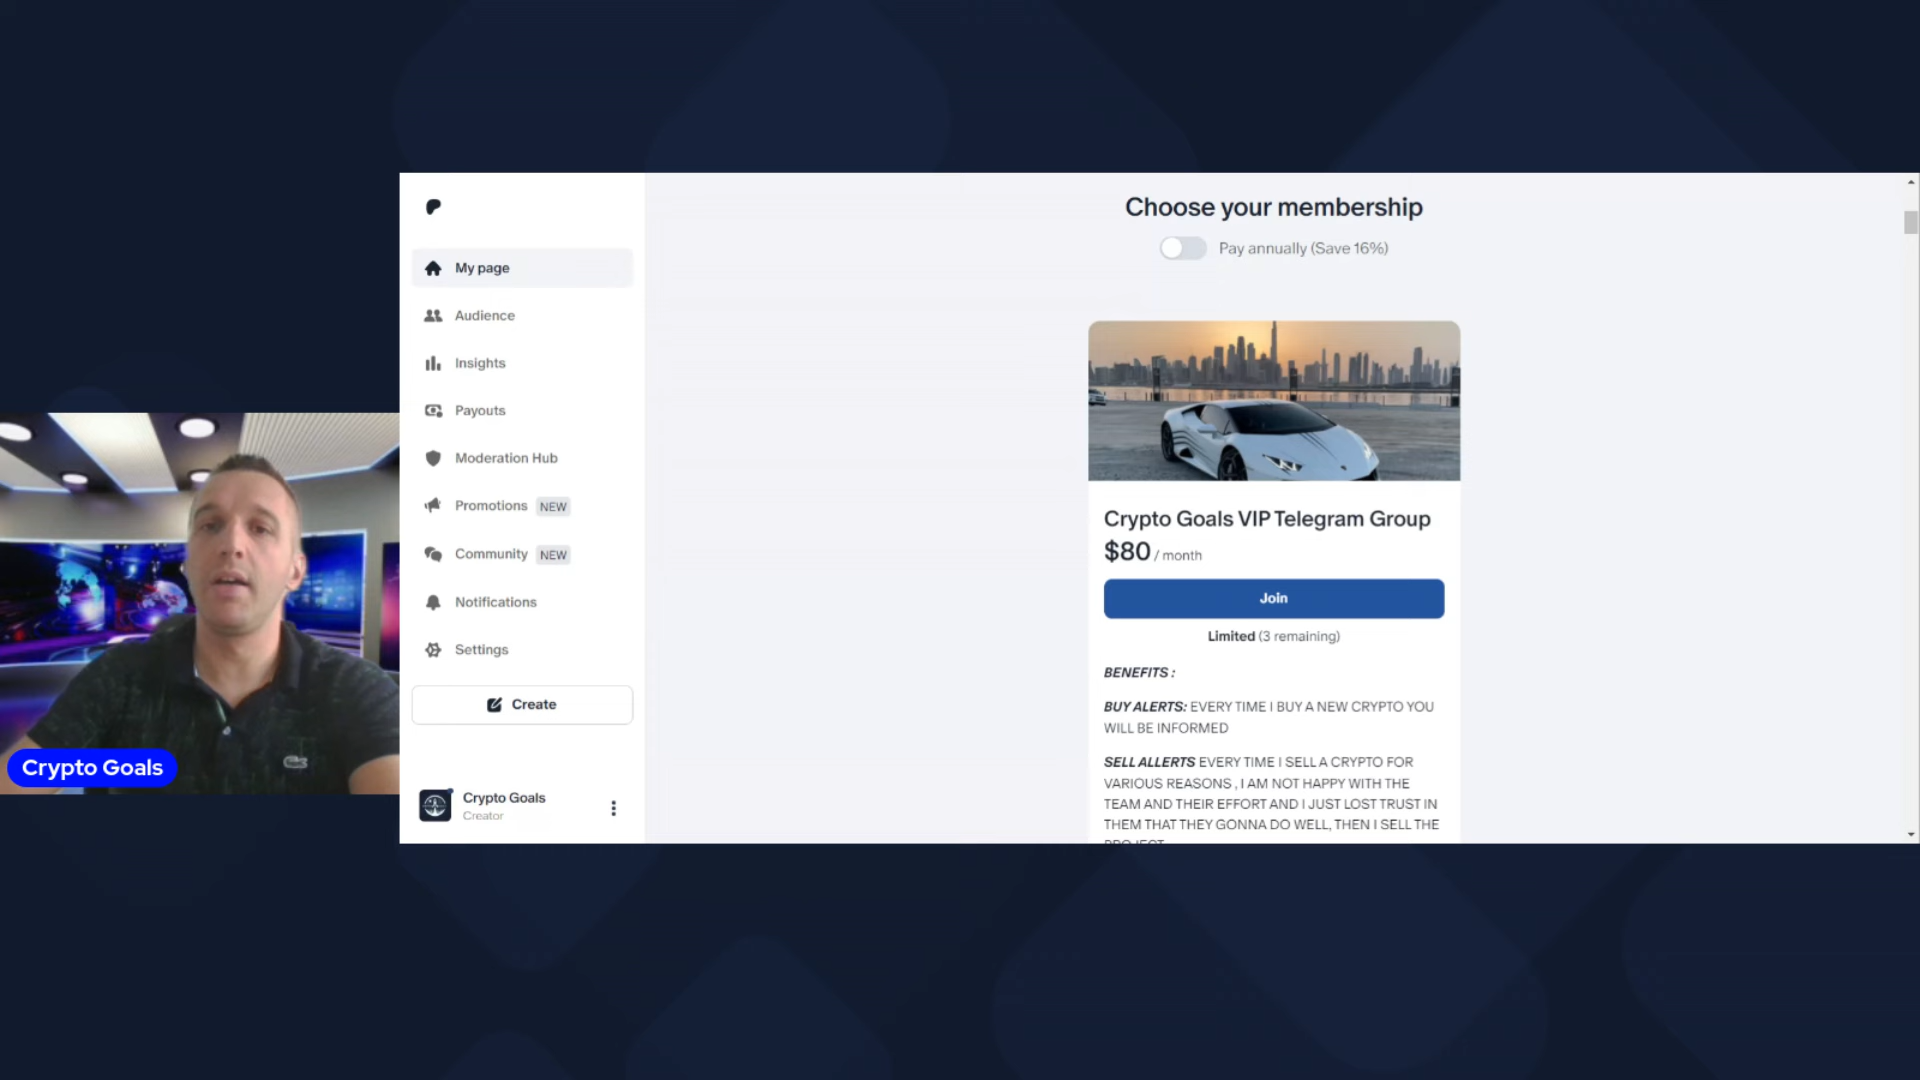 My page
Audience
Insights
Payouts
Moderation Hub
Promotions NEW
Community NEW
Notifications
Settings
Create
Crypto Goals
Creator
Choose your membership
Pay annually (Save 16%)
Crypto Goals VIP Telegram Group
$80 / month
Join
Limited (3 remaining)
BENEFITS :
BUY ALERTS: EVERY TIME I BUY A NEW CRYPTO YOU
WILL BE INFORMED
SELL ALLERTS EVERY TIME I SELL A CRYPTO FOR
VARIOUS REASONS , I AM NOT HAPPY WITH THE
TEAM AND THEIR EFFORT AND I JUST LOST TRUST IN
THEM THAT THEY GONNA DO WELL, THEN I SELL THE
PROJECT
Crypto Goals